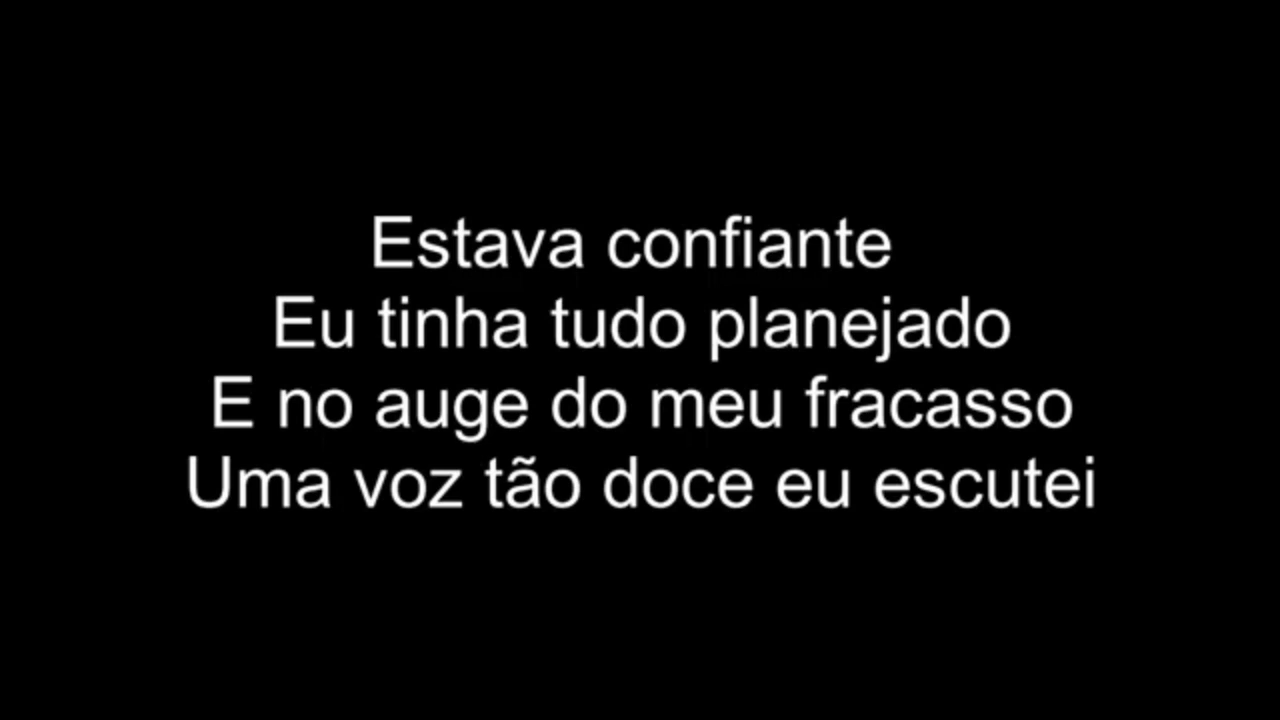 Estava confiante
Eu tinha tudo planejado
E no auge do meu fracasso
Uma voz tão doce eu escutei